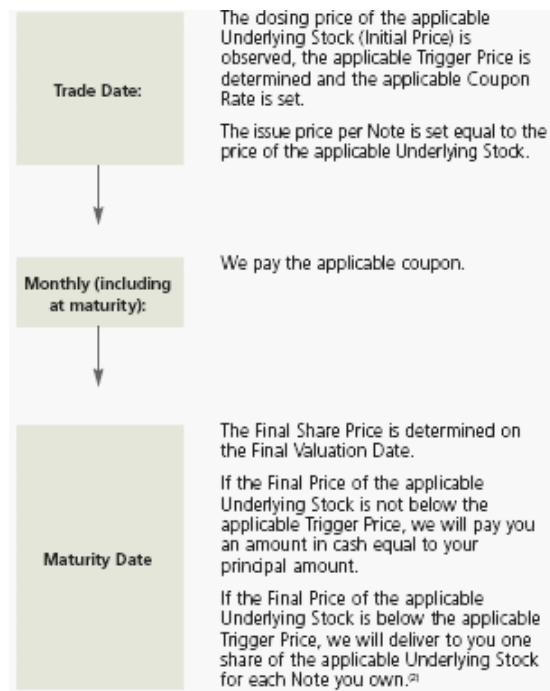 The closing price of the applicable
Underlying Stock (Initial Price) is
observed, the applicable Trigger Price is
determined and the applicable Coupon
Rate is set.
Trade Date:
The issue price per Note is set equal to the
price of the applicable Underlying Stock.
We pay the applicable coupon.
Monthly (including
at maturity):
The Final Share Price is determined on
the Final Valuation Date.
If the Final Price of the applicable
Underlying Stock is not below the
applicable Trigger Price, we will pay you
an amount in cash equal to your
principal amount.
Maturity Date
If the Final Price of the applicable
Underlying Stock is below the applicable
Trigger Price, we will deliver to you one
share of the applicable Underlying Stock
for each Note you own.(2)